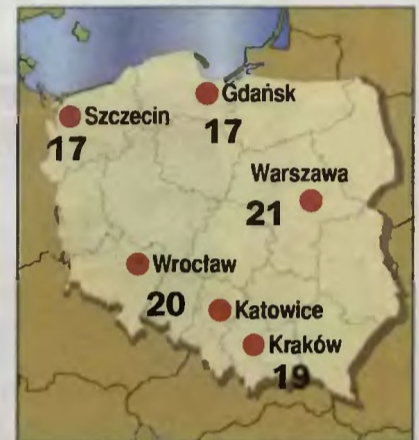 Gdańsk
17
Szczecin
17
Warszawa
21
Wrocław
20
Katowice
Kraków
19